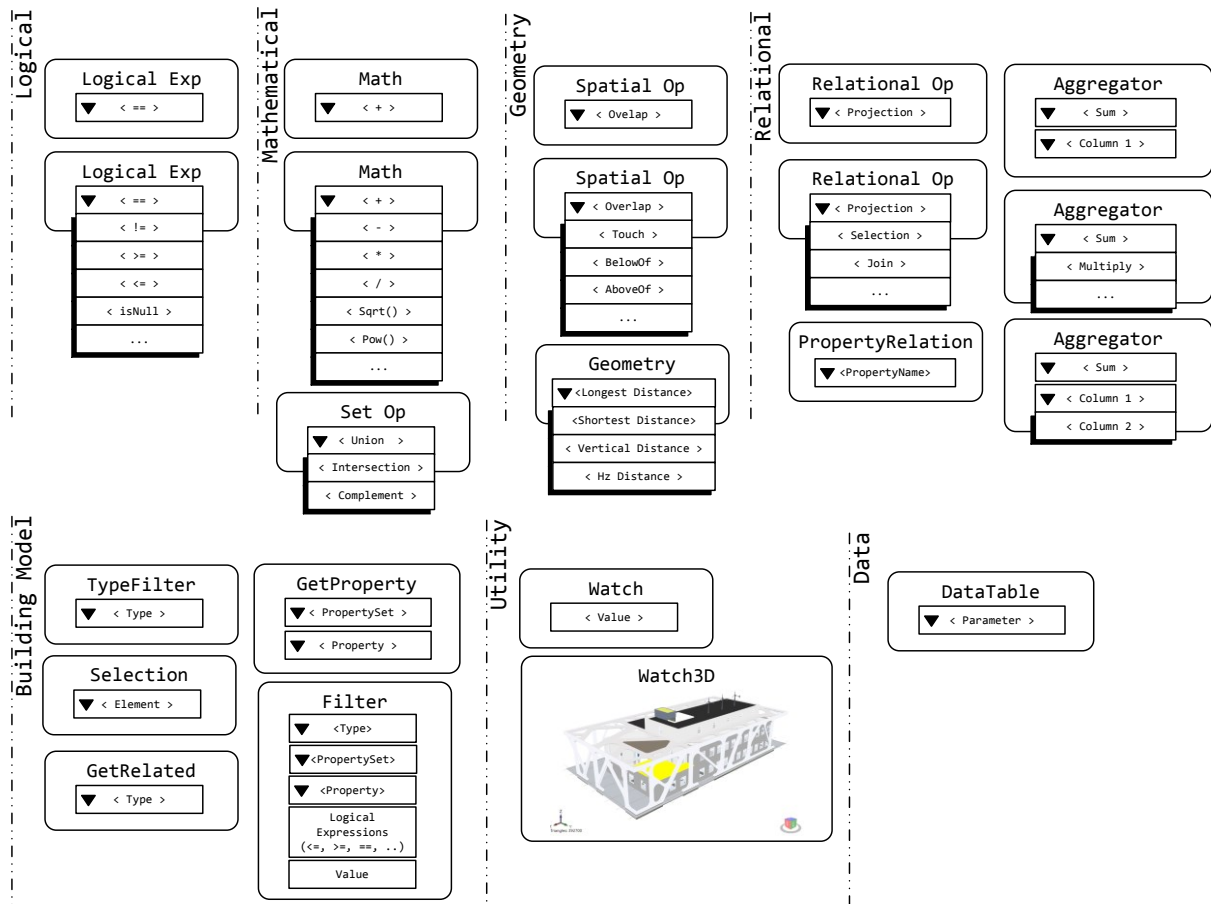 Logical
Logical Exp
< == >
Logical Exp
< == >
< != >
< >= >
< <= >
< isNull >
...
Mathematical
Math
< + >
Math
< + >
< - >
< * >
< / >
< Sqrt() >
< Pow() >
...
Set Op
< Union >
< Intersection >
< Complement >
Geometry
Spatial Op
< Ovelap >
Spatial Op
< Overlap >
< Touch >
< BelowOf >
< AboveOf >
...
Geometry
<Longest Distance>
<Shortest Distance>
< Vertical Distance >
< Hz Distance >
Relational
Relational Op
< Projection >
Relational Op
< Projection >
< Selection >
< Join >
...
PropertyRelation
<PropertyName>
Aggregator
< Sum >
< Column 1 >
Aggregator
< Sum >
< Multiply >
...
Aggregator
< Sum >
< Column 1 >
< Column 2 >
Building Model
TypeFilter
< Type >
Selection
< Element >
GetRelated
< Type >
GetProperty
< PropertySet >
< Property >
Filter
<Type>
<PropertySet>
<Property>
Logical
Expressions
(<=, >=, ==, ..)
Value
Utility
Watch
< Value >
Watch3D
Data
DataTable
< Parameter >